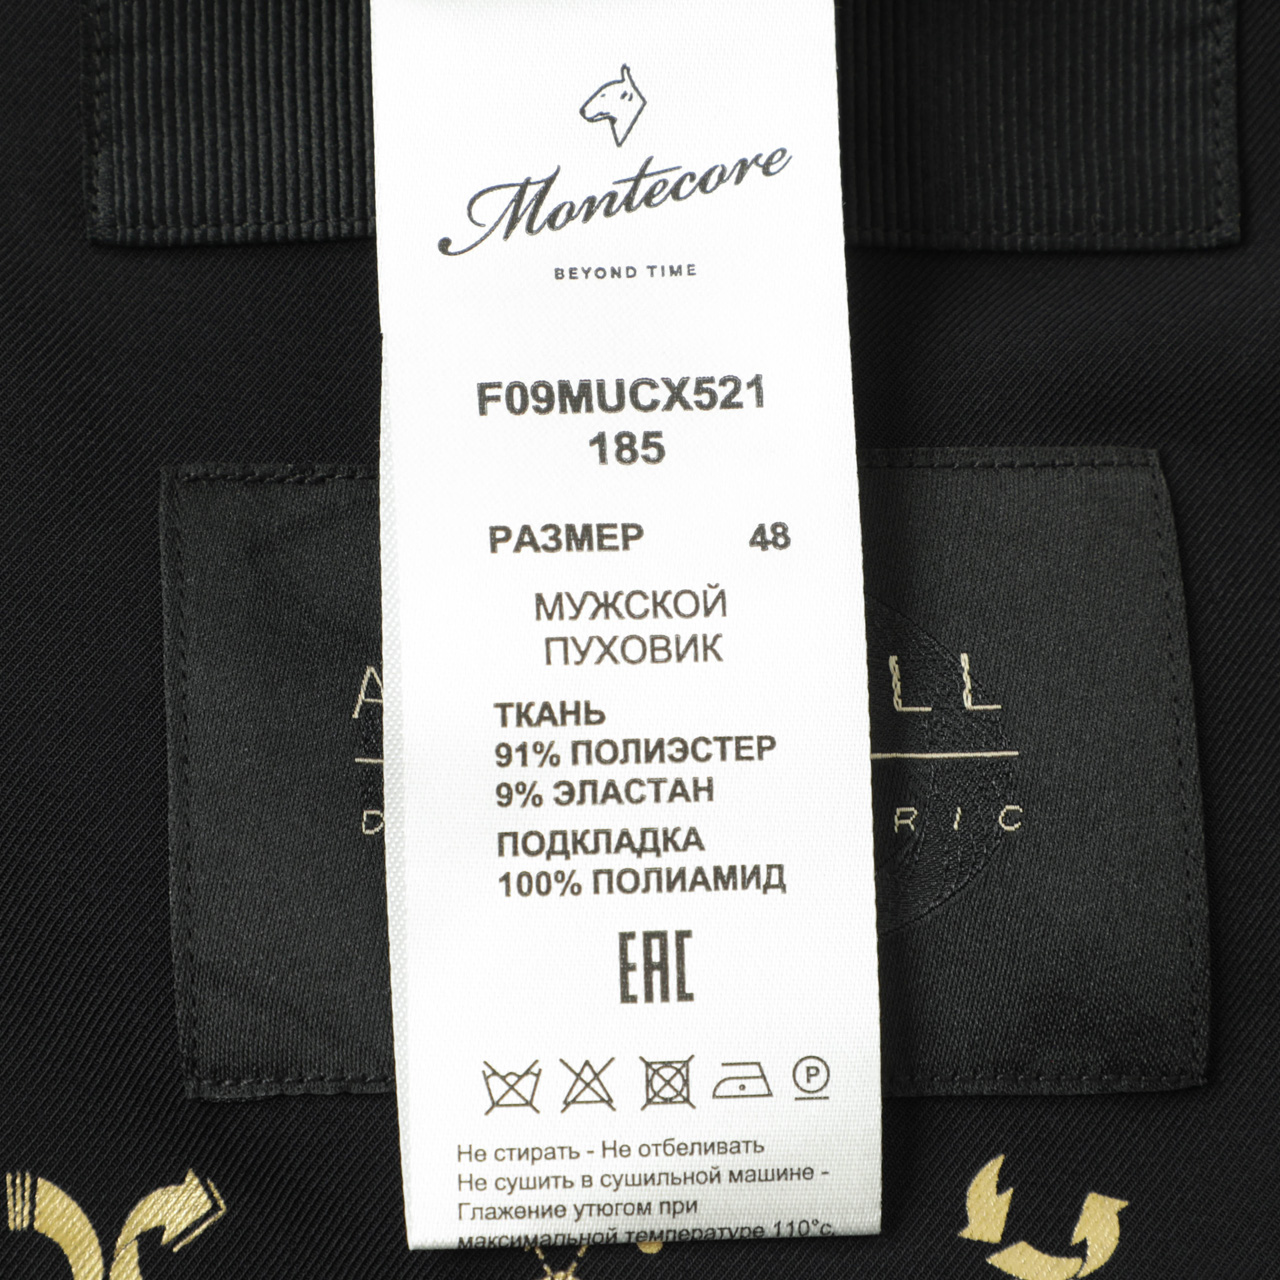 Montecore
BEYOND TIME
F09MUCX521
185
РАЗМЕР 48
МУЖСКОЙ
ПУХОВИК
ТКАНЬ
91% ПОЛИЭСТЕР
9% ЭЛАСТАН
ПОДКЛАДКА
100% ПОЛИАМИД
EAC
P
Не стирать - Не отбеливать
Не сушить в сушильной машине -
Глажение утюгом при
максимальной температуре 110°с,